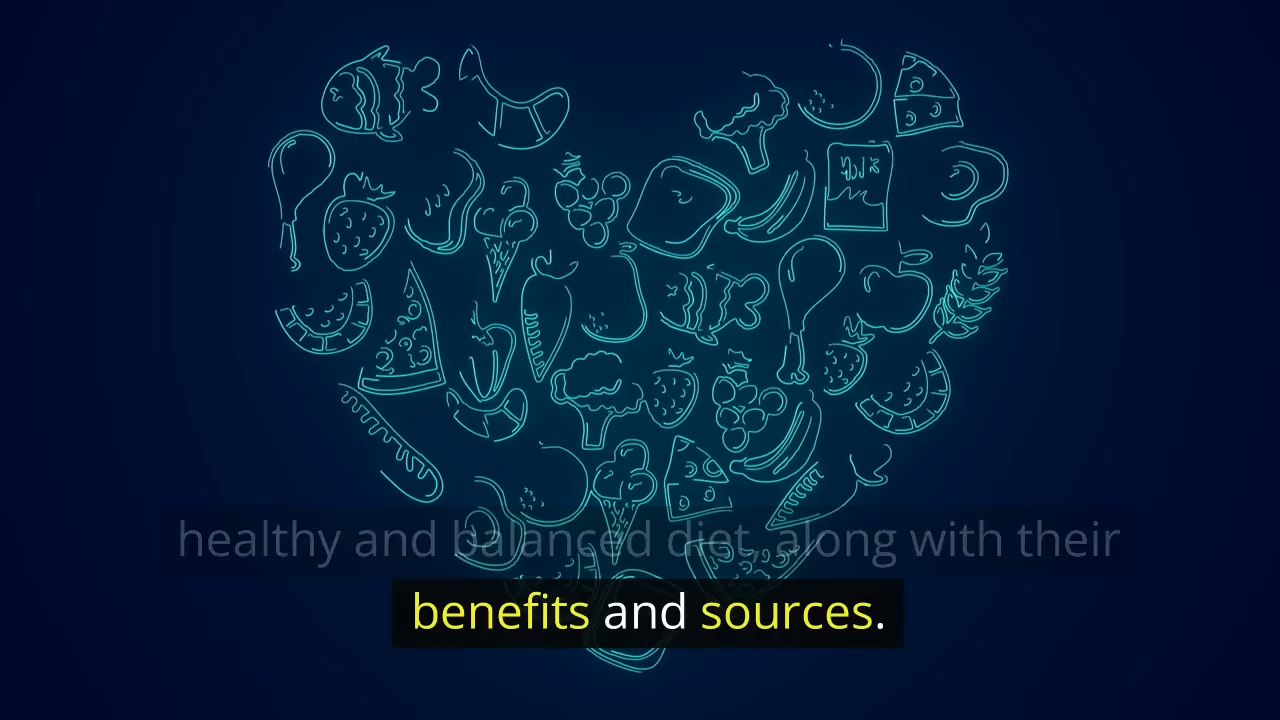 healthy and balanced diet, along with their
benefits and sources.